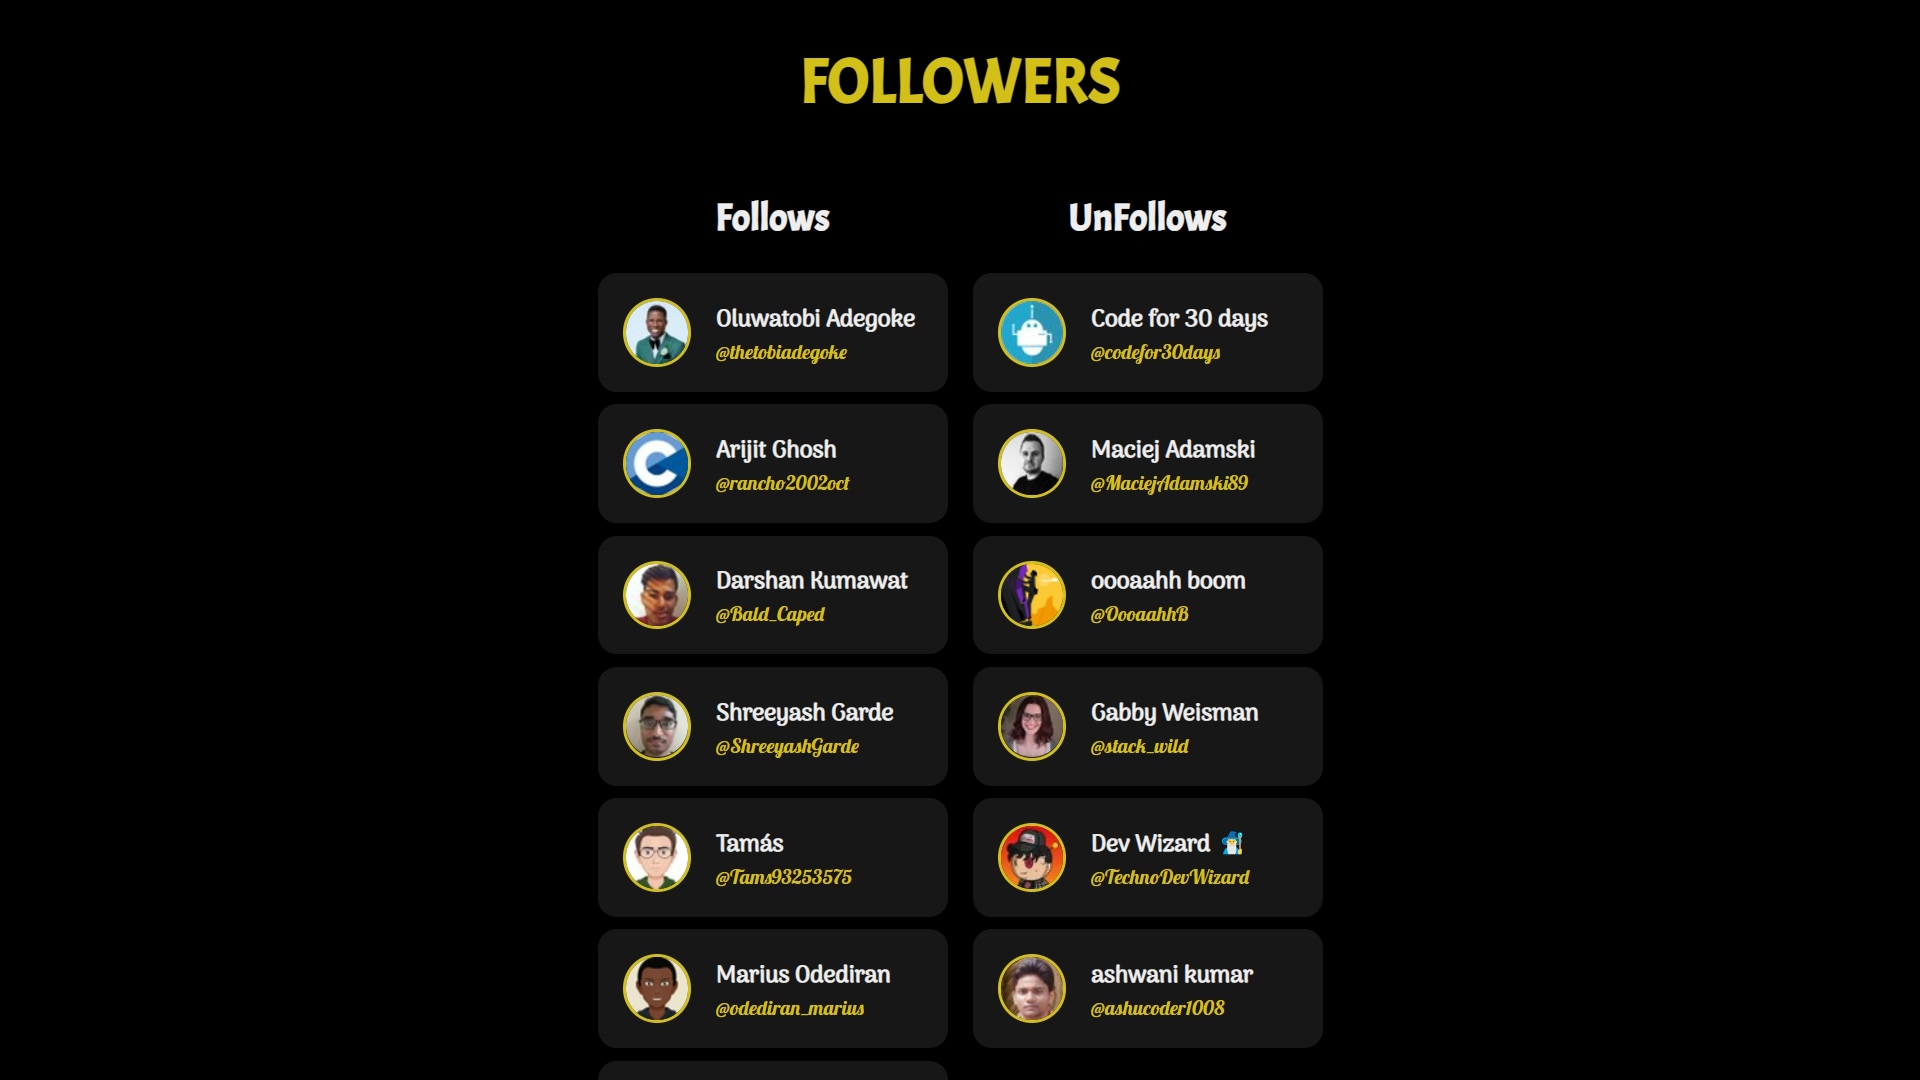 FOLLOWERS
Follows
Oluwatobi Adegoke
@thetobiadegoke
Arijit Ghosh
@rancho2002oct
Darshan Kumawat
@Bald_Caped
Shreeyash Garde
@ShreeyashGarde
Tamás
@Tams93253575
Marius Odediran
@odediran_marius
UnFollows
Code for 30 days
@codefor30days
Maciej Adamski
@MaciejAdamski89
oooaahh boom
@OooaahhB
Gabby Weisman
@stack_wild
Dev Wizard 🧙‍♂️
@TechnoDevWizard
ashwani kumar
@ashucoder1008